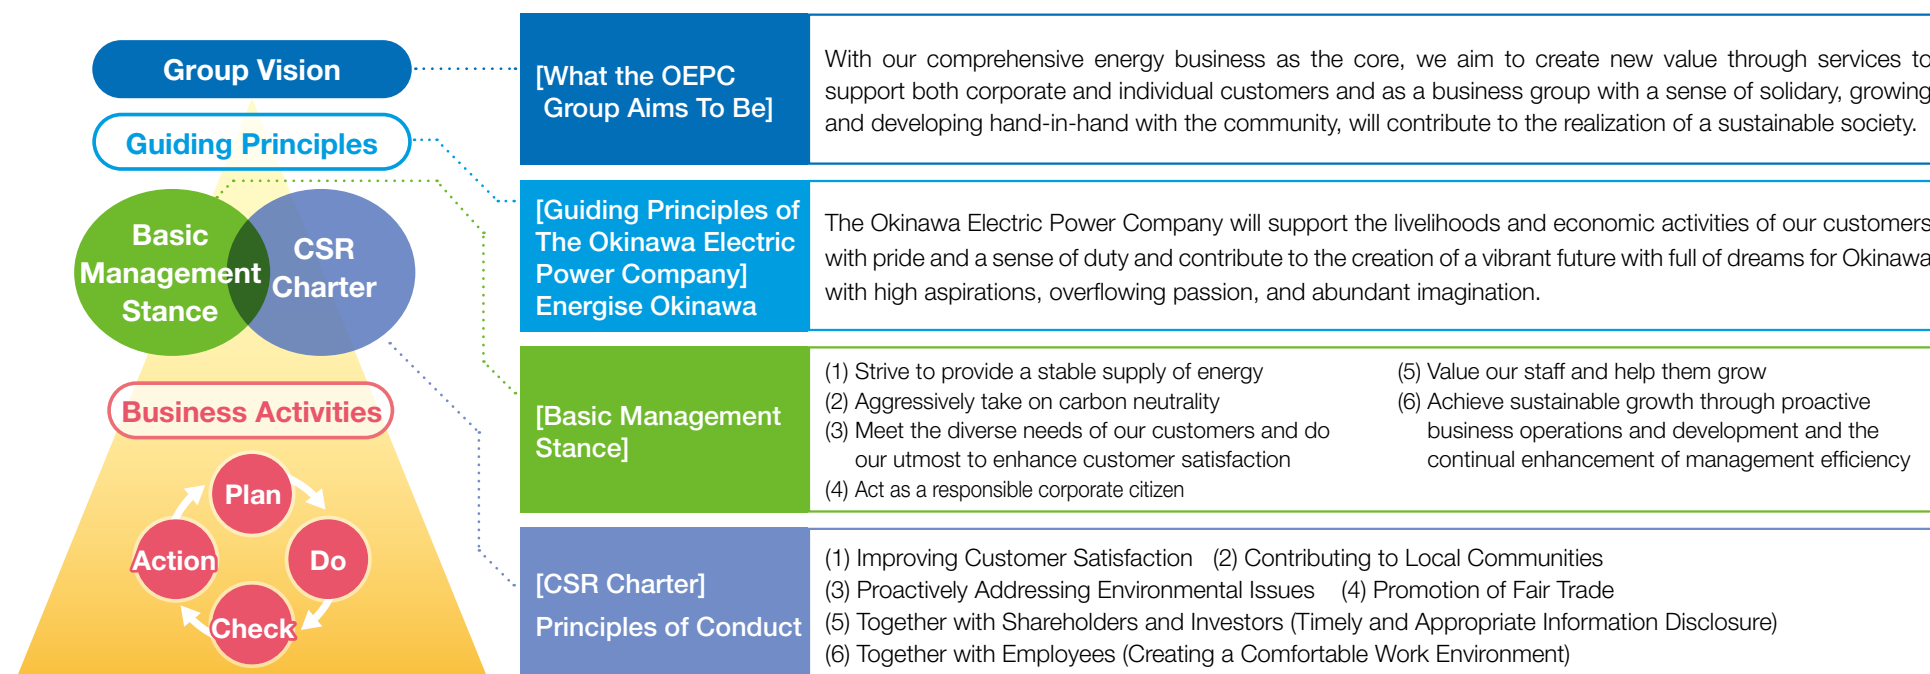 Group Vision
Guiding Principles
Basic
Management
Stance
CSR
Charter
Business Activities
Plan
Do
Check
Action
[What the OEPC
Group Aims To Be]
With our comprehensive energy business as the core, we aim to create new value through services to
support both corporate and individual customers and as a business group with a sense of solidary, growing
and developing hand-in-hand with the community, will contribute to the realization of a sustainable society.
[Guiding Principles of
The Okinawa Electric
Power Company]
Energise Okinawa
The Okinawa Electric Power Company will support the livelihoods and economic activities of our customers
with pride and a sense of duty and contribute to the creation of a vibrant future with full of dreams for Okinawa
with high aspirations, overflowing passion, and abundant imagination.
[Basic Management
Stance]
(1) Strive to provide a stable supply of energy
(2) Aggressively take on carbon neutrality
(3) Meet the diverse needs of our customers and do
our utmost to enhance customer satisfaction
(4) Act as a responsible corporate citizen
(5) Value our staff and help them grow
(6) Achieve sustainable growth through proactive
business operations and development and the
continual enhancement of management efficiency
[CSR Charter]
Principles of Conduct
(1) Improving Customer Satisfaction (2) Contributing to Local Communities
(3) Proactively Addressing Environmental Issues (4) Promotion of Fair Trade
(5) Together with Shareholders and Investors (Timely and Appropriate Information Disclosure)
(6) Together with Employees (Creating a Comfortable Work Environment)